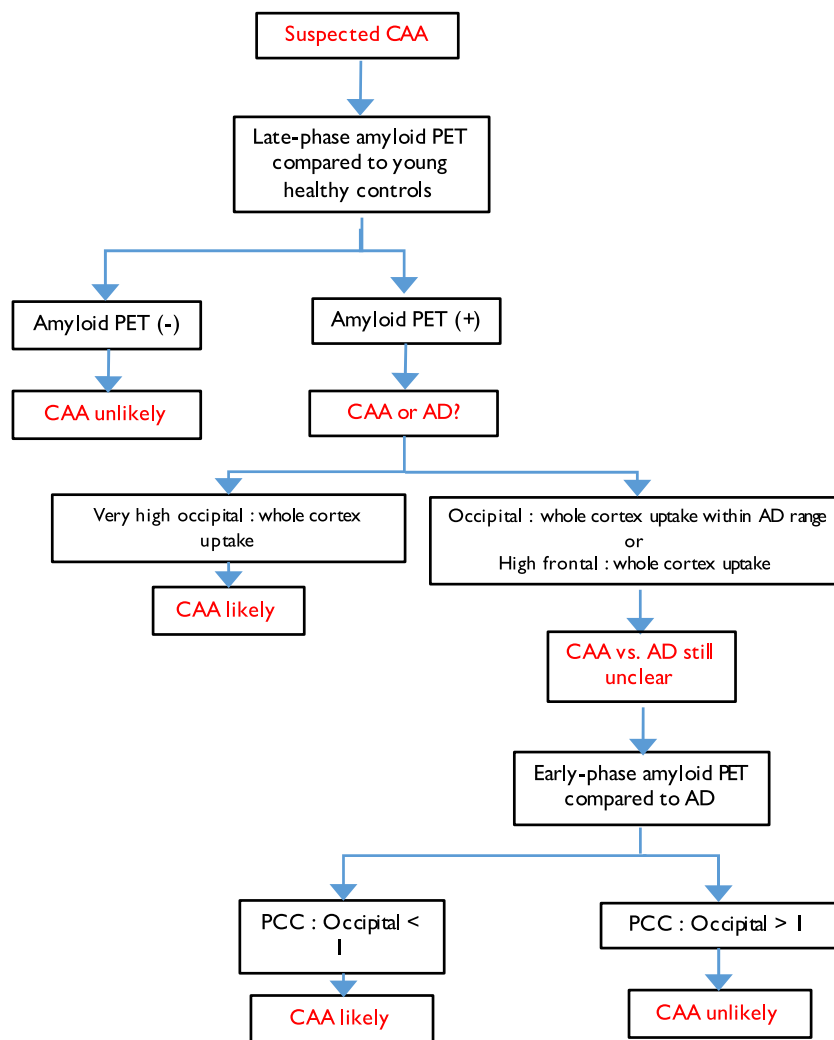 Suspected CAA
Late-phase amyloid PET
compared to young
healthy controls
Amyloid PET (-)
Amyloid PET (+)
CAA unlikely
CAA or AD?
Very high occipital : whole cortex
uptake
Occipital : whole cortex uptake within AD range
or
High frontal : whole cortex uptake
CAA likely
CAA vs. AD still
unclear
Early-phase amyloid PET
compared to AD
PCC : Occipital <
1
PCC : Occipital > 1
CAA likely
CAA unlikely